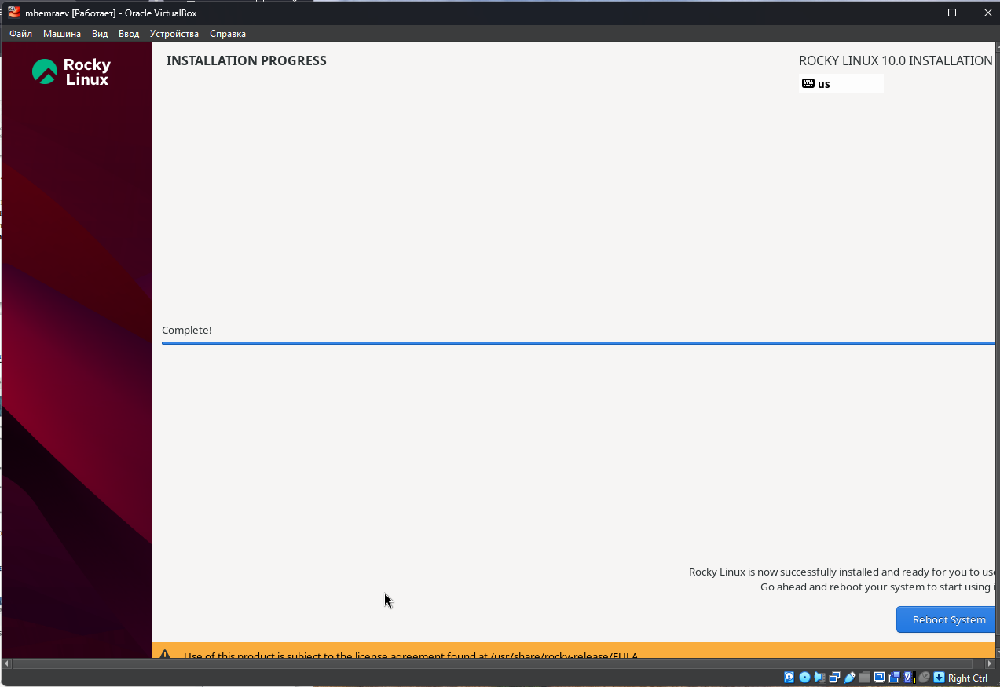 mhemraev [Работает] - Oracle VirtualBox
Файл Машина Вид Ввод Устройства Справка
Rocky
Linux
INSTALLATION PROGRESS
ROCKY LINUX 10.0 INSTALLATION
us
Complete!
Rocky Linux is now successfully installed and ready for you to use
Go ahead and reboot your system to start using i
Reboot System
Use of this product is subject to the license agreement found at /usr/share/rocky-release/EULA
Right Ctrl